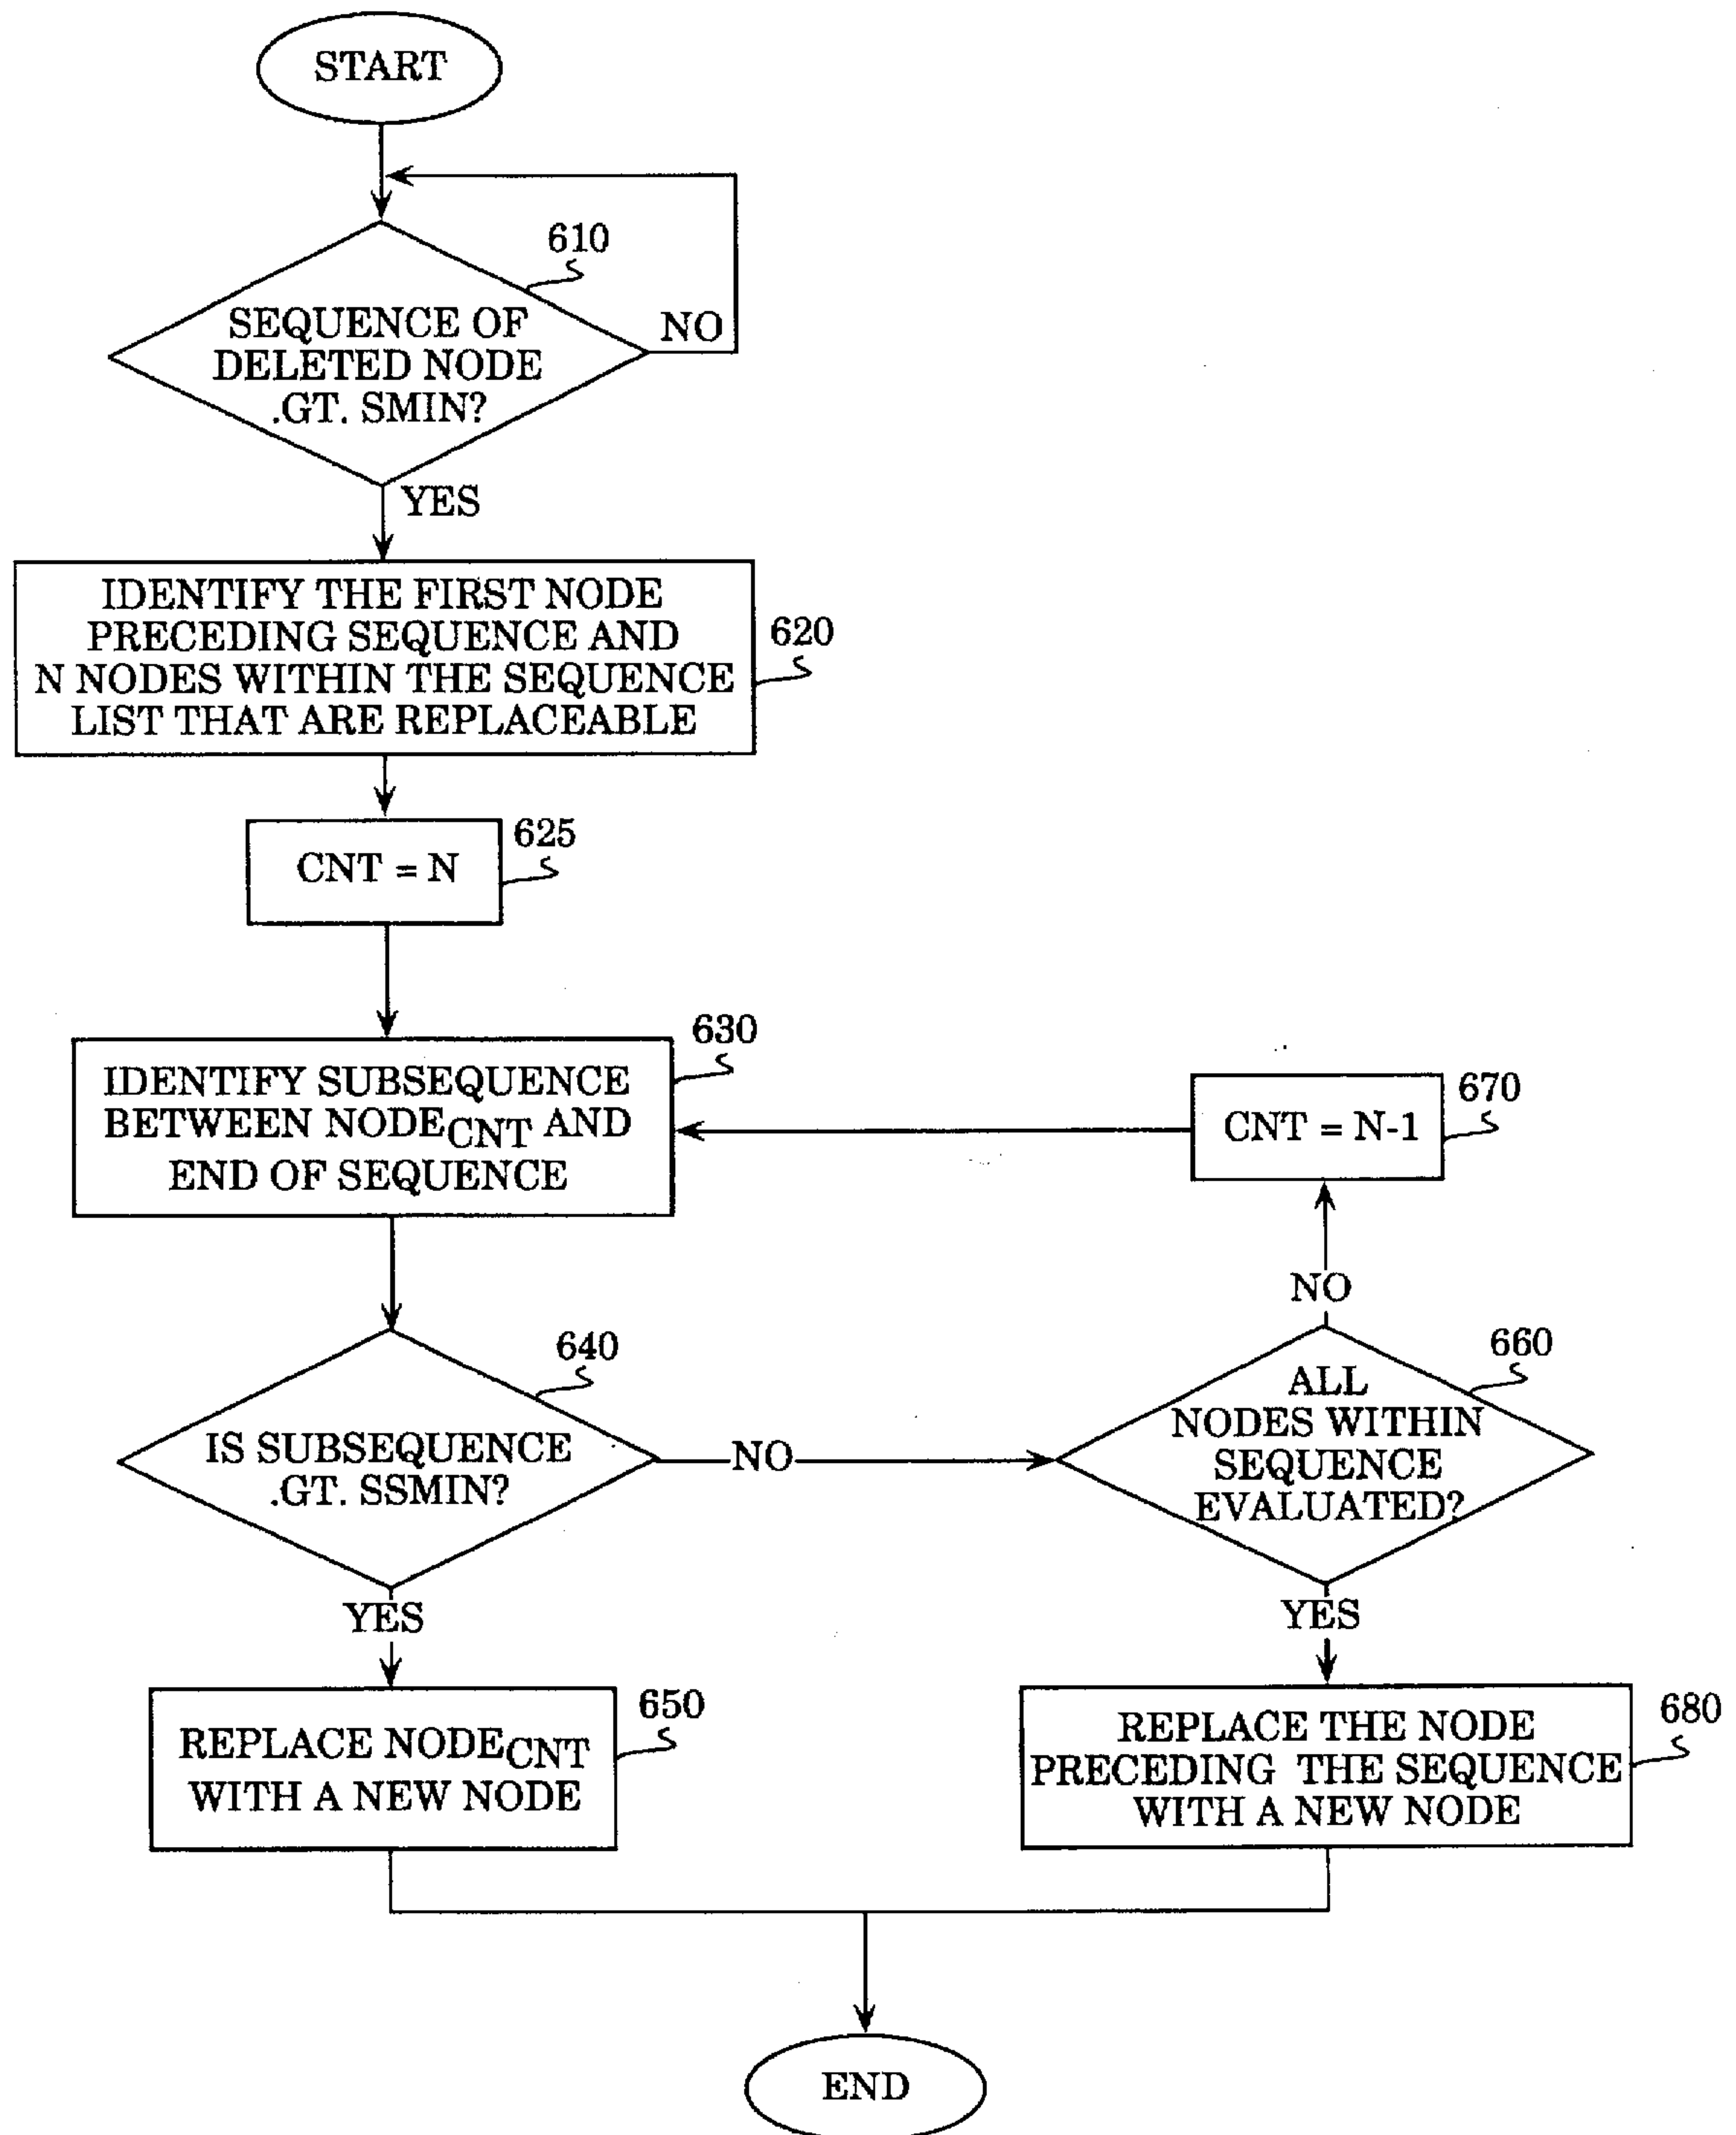 START
610
SEQUENCE OF
DELETED NODE
.GT. SMIN?
NO
YES
IDENTIFY THE FIRST NODE
PRECEDING SEQUENCE AND
N NODES WITHIN THE SEQUENCE
LIST THAT ARE REPLACEABLE
620
CNT = N
625
IDENTIFY SUBSEQUENCE
BETWEEN NODECNT AND
END OF SEQUENCE
630
CNT = N-1
670
NO
IS SUBSEQUENCE
.GT. SSMIN?
640
NO
ALL
NODES WITHIN
SEQUENCE
EVALUATED?
660
YES
YES
REPLACE NODECNT
WITH A NEW NODE
650
REPLACE THE NODE
PRECEDING THE SEQUENCE
WITH A NEW NODE
680
END